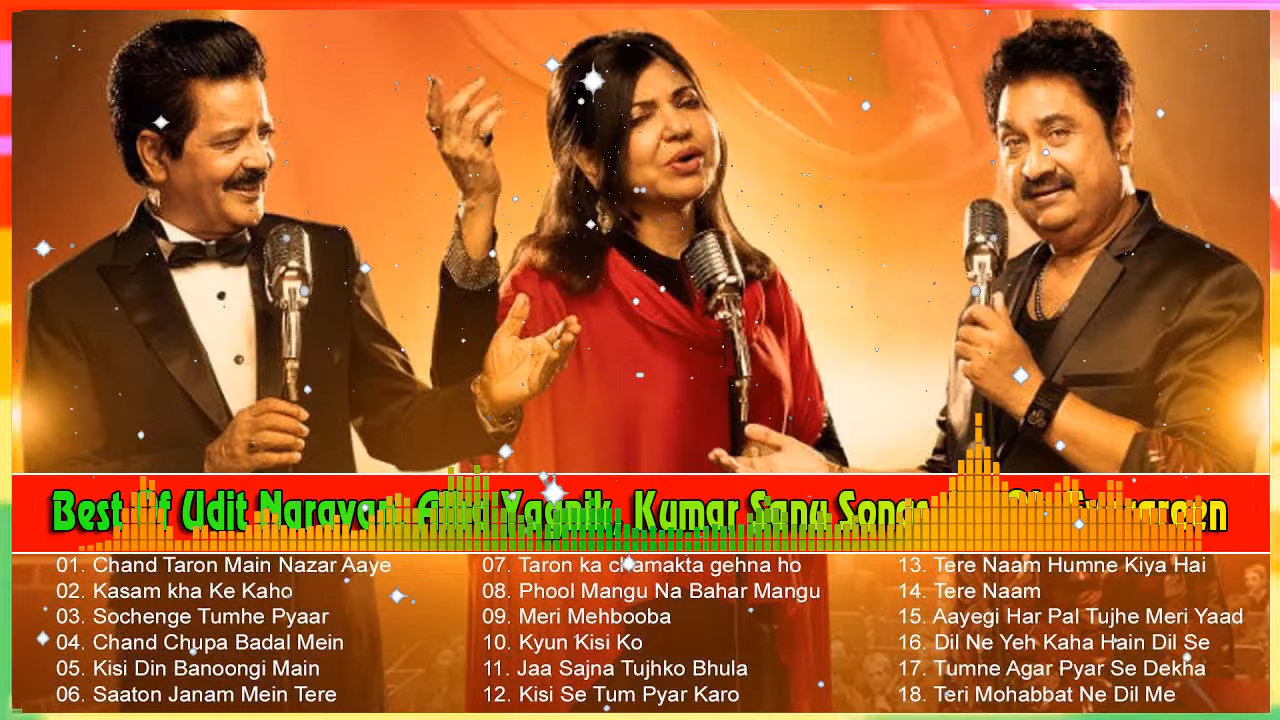 Best Of Udit Narayan, Alka Yagnik, Kumar Sanu Songs Evergreen
01. Chand Taron Main Nazar Aaye
02. Kasam kha Ke Kaho
03. Sochenge Tumhe Pyaar
04. Chand Chupa Badal Mein
05. Kisi Din Banoongi Main
06. Saaton Janam Mein Tere
07. Taron ka chamakta gehna ho
08. Phool Mangu Na Bahar Mangu
09. Meri Mehbooba
10. Kyun Kisi Ko
11. Jaa Sajna Tujhko Bhula
12. Kisi Se Tum Pyar Karo
13. Tere Naam Humne Kiya Hai
14. Tere Naam
15. Aayegi Har Pal Tujhe Meri Yaad
16. Dil Ne Yeh Kaha Hain Dil Se
17. Tumne Agar Pyar Se Dekha
18. Teri Mohabbat Ne Dil Me